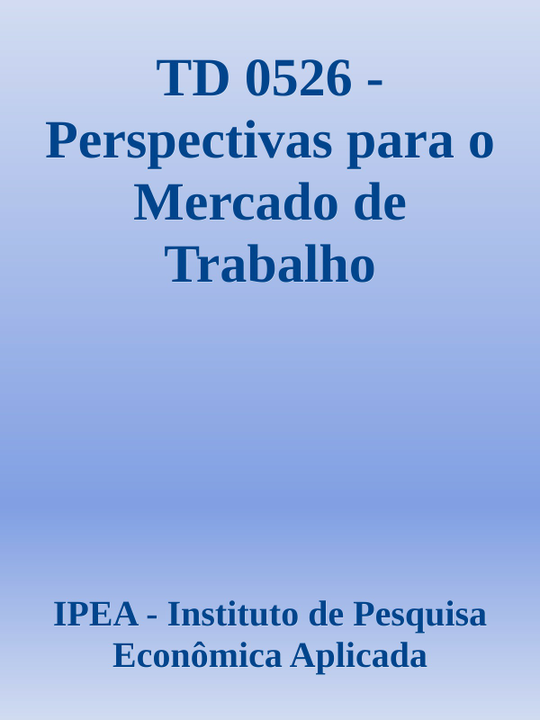 TD 0526 -
Perspectivas para o
Mercado de
Trabalho
IPEA - Instituto de Pesquisa
Econômica Aplicada